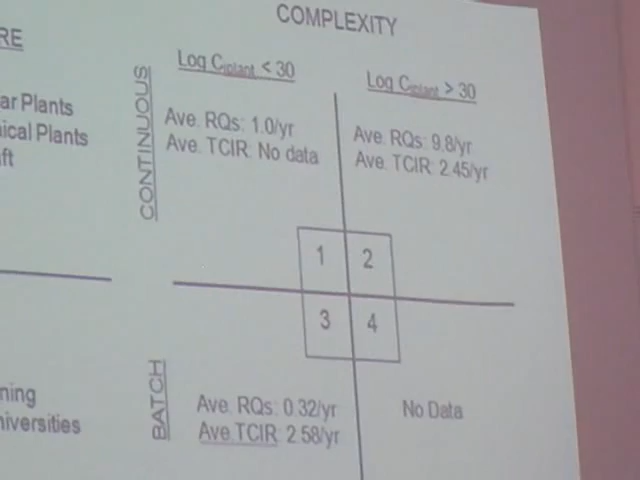 COMPLEXITY
RE
Log Cplant < 30
Log Cplant > 30
CONTINUOUS
ar Plants
ical Plants
ft
Ave. RQs: 1.0/yr
Ave. TCIR: No data
Ave. RQs: 9.8/yr
Ave. TCIR: 2.45/yr
1
2
3
4
BATCH
ning
niversities
Ave. RQs: 0.32/yr
Ave.TCIR: 2.58/yr
No Data